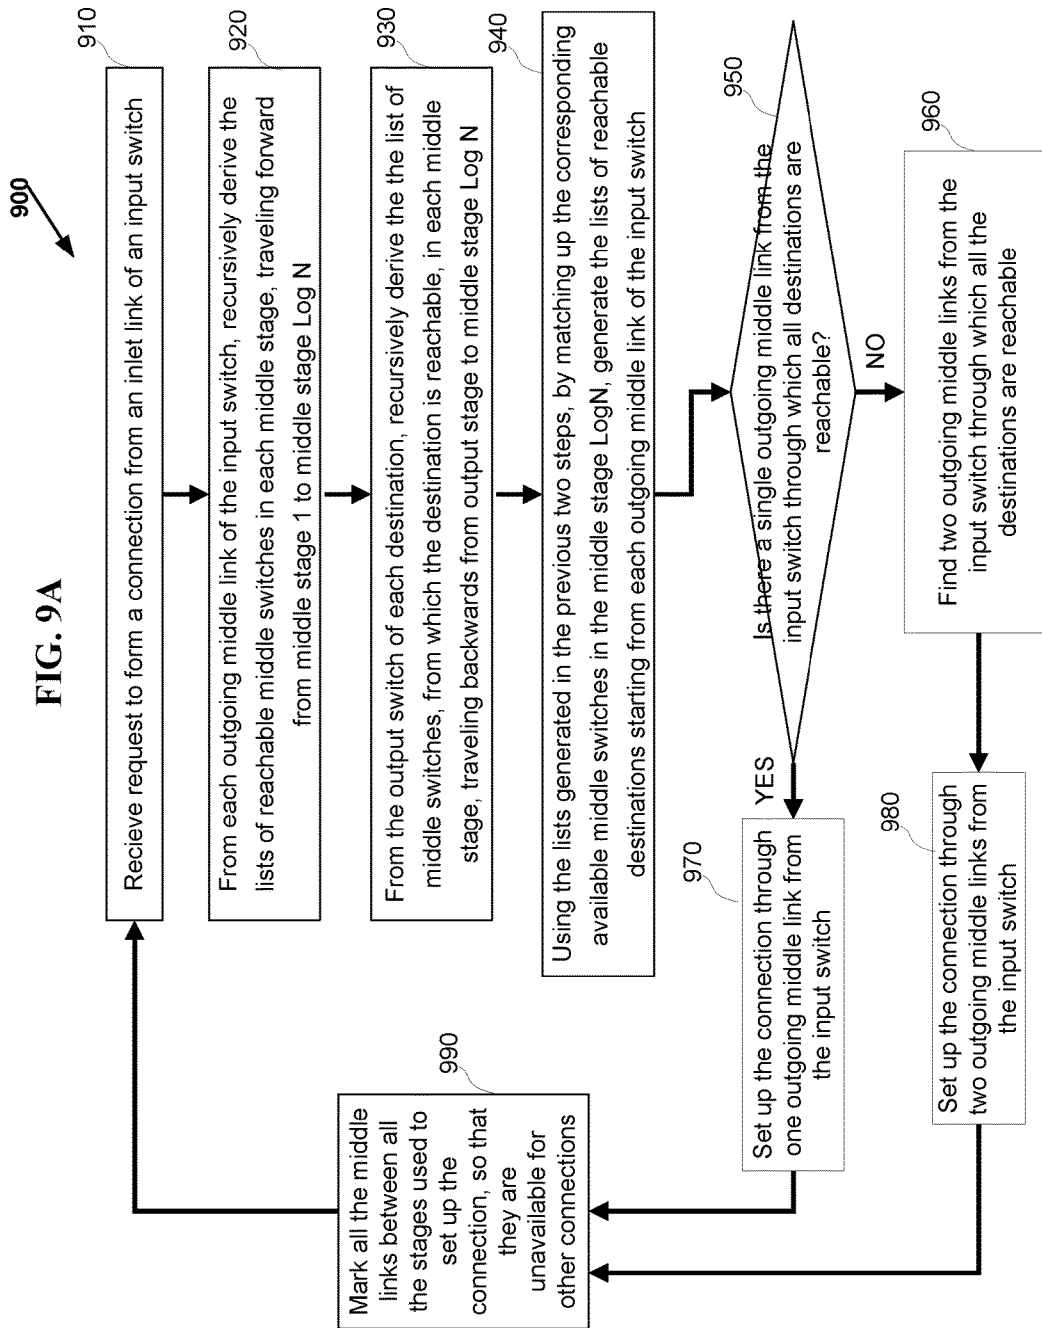 FIG. 9A
900
910
Recieve request to form a connection from an inlet link of an input switch
920
From each outgoing middle link of the input switch, recursively derive the
lists of reachable middle switches in each middle stage, traveling forward
from middle stage 1 to middle stage Log N
930
From the output switch of each destination, recursively derive the the list of
middle switches, from which the destination is reachable, in each middle
stage, traveling backwards from output stage to middle stage Log N
940
Using the lists generated in the previous two steps, by matching up the corresponding
available middle switches in the middle stage LogN, generate the lists of reachable
destinations starting from each outgoing middle link of the input switch
950
Is there a single outgoing middle link from the
input switch through which all destinations are
reachable?
YES
NO
960
Find two outgoing middle links from the
input switch through which all the
destinations are reachable
970
Set up the connection through
one outgoing middle link from
the input switch
980
Set up the connection through
two outgoing middle links from
the input switch
990
Mark all the middle
links between all
the stages used to
set up the
connection, so that
they are
unavailable for
other connections